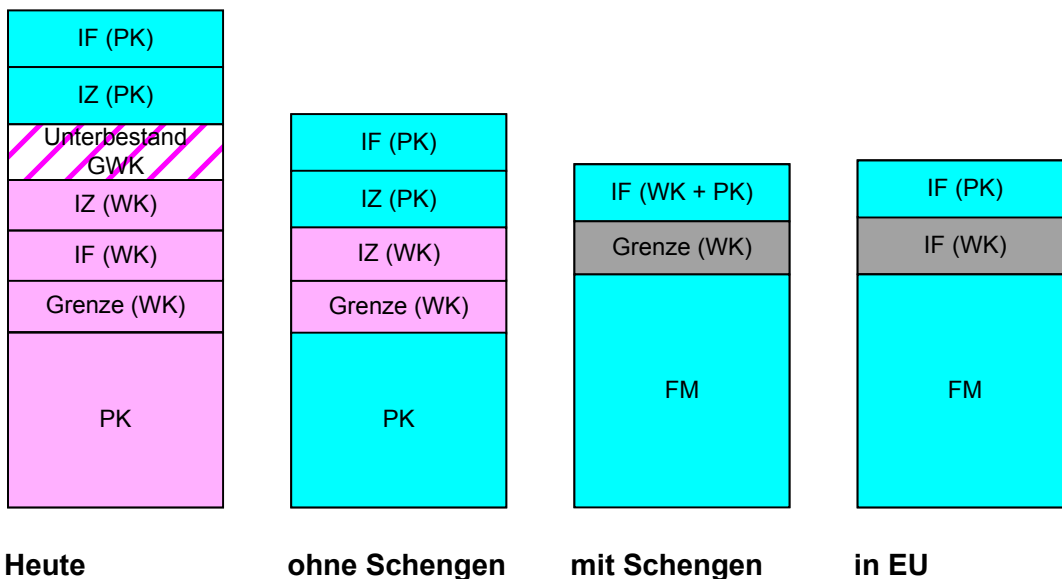 IF (PK)
IZ (PK)
Unterbestand
GWK
IZ (WK)
IF (WK)
Grenze (WK)
PK
Heute
IF (PK)
IZ (PK)
IZ (WK)
Grenze (WK)
PK
ohne Schengen
IF (WK + PK)
Grenze (WK)
FM
mit Schengen
IF (PK)
IF (WK)
FM
in EU